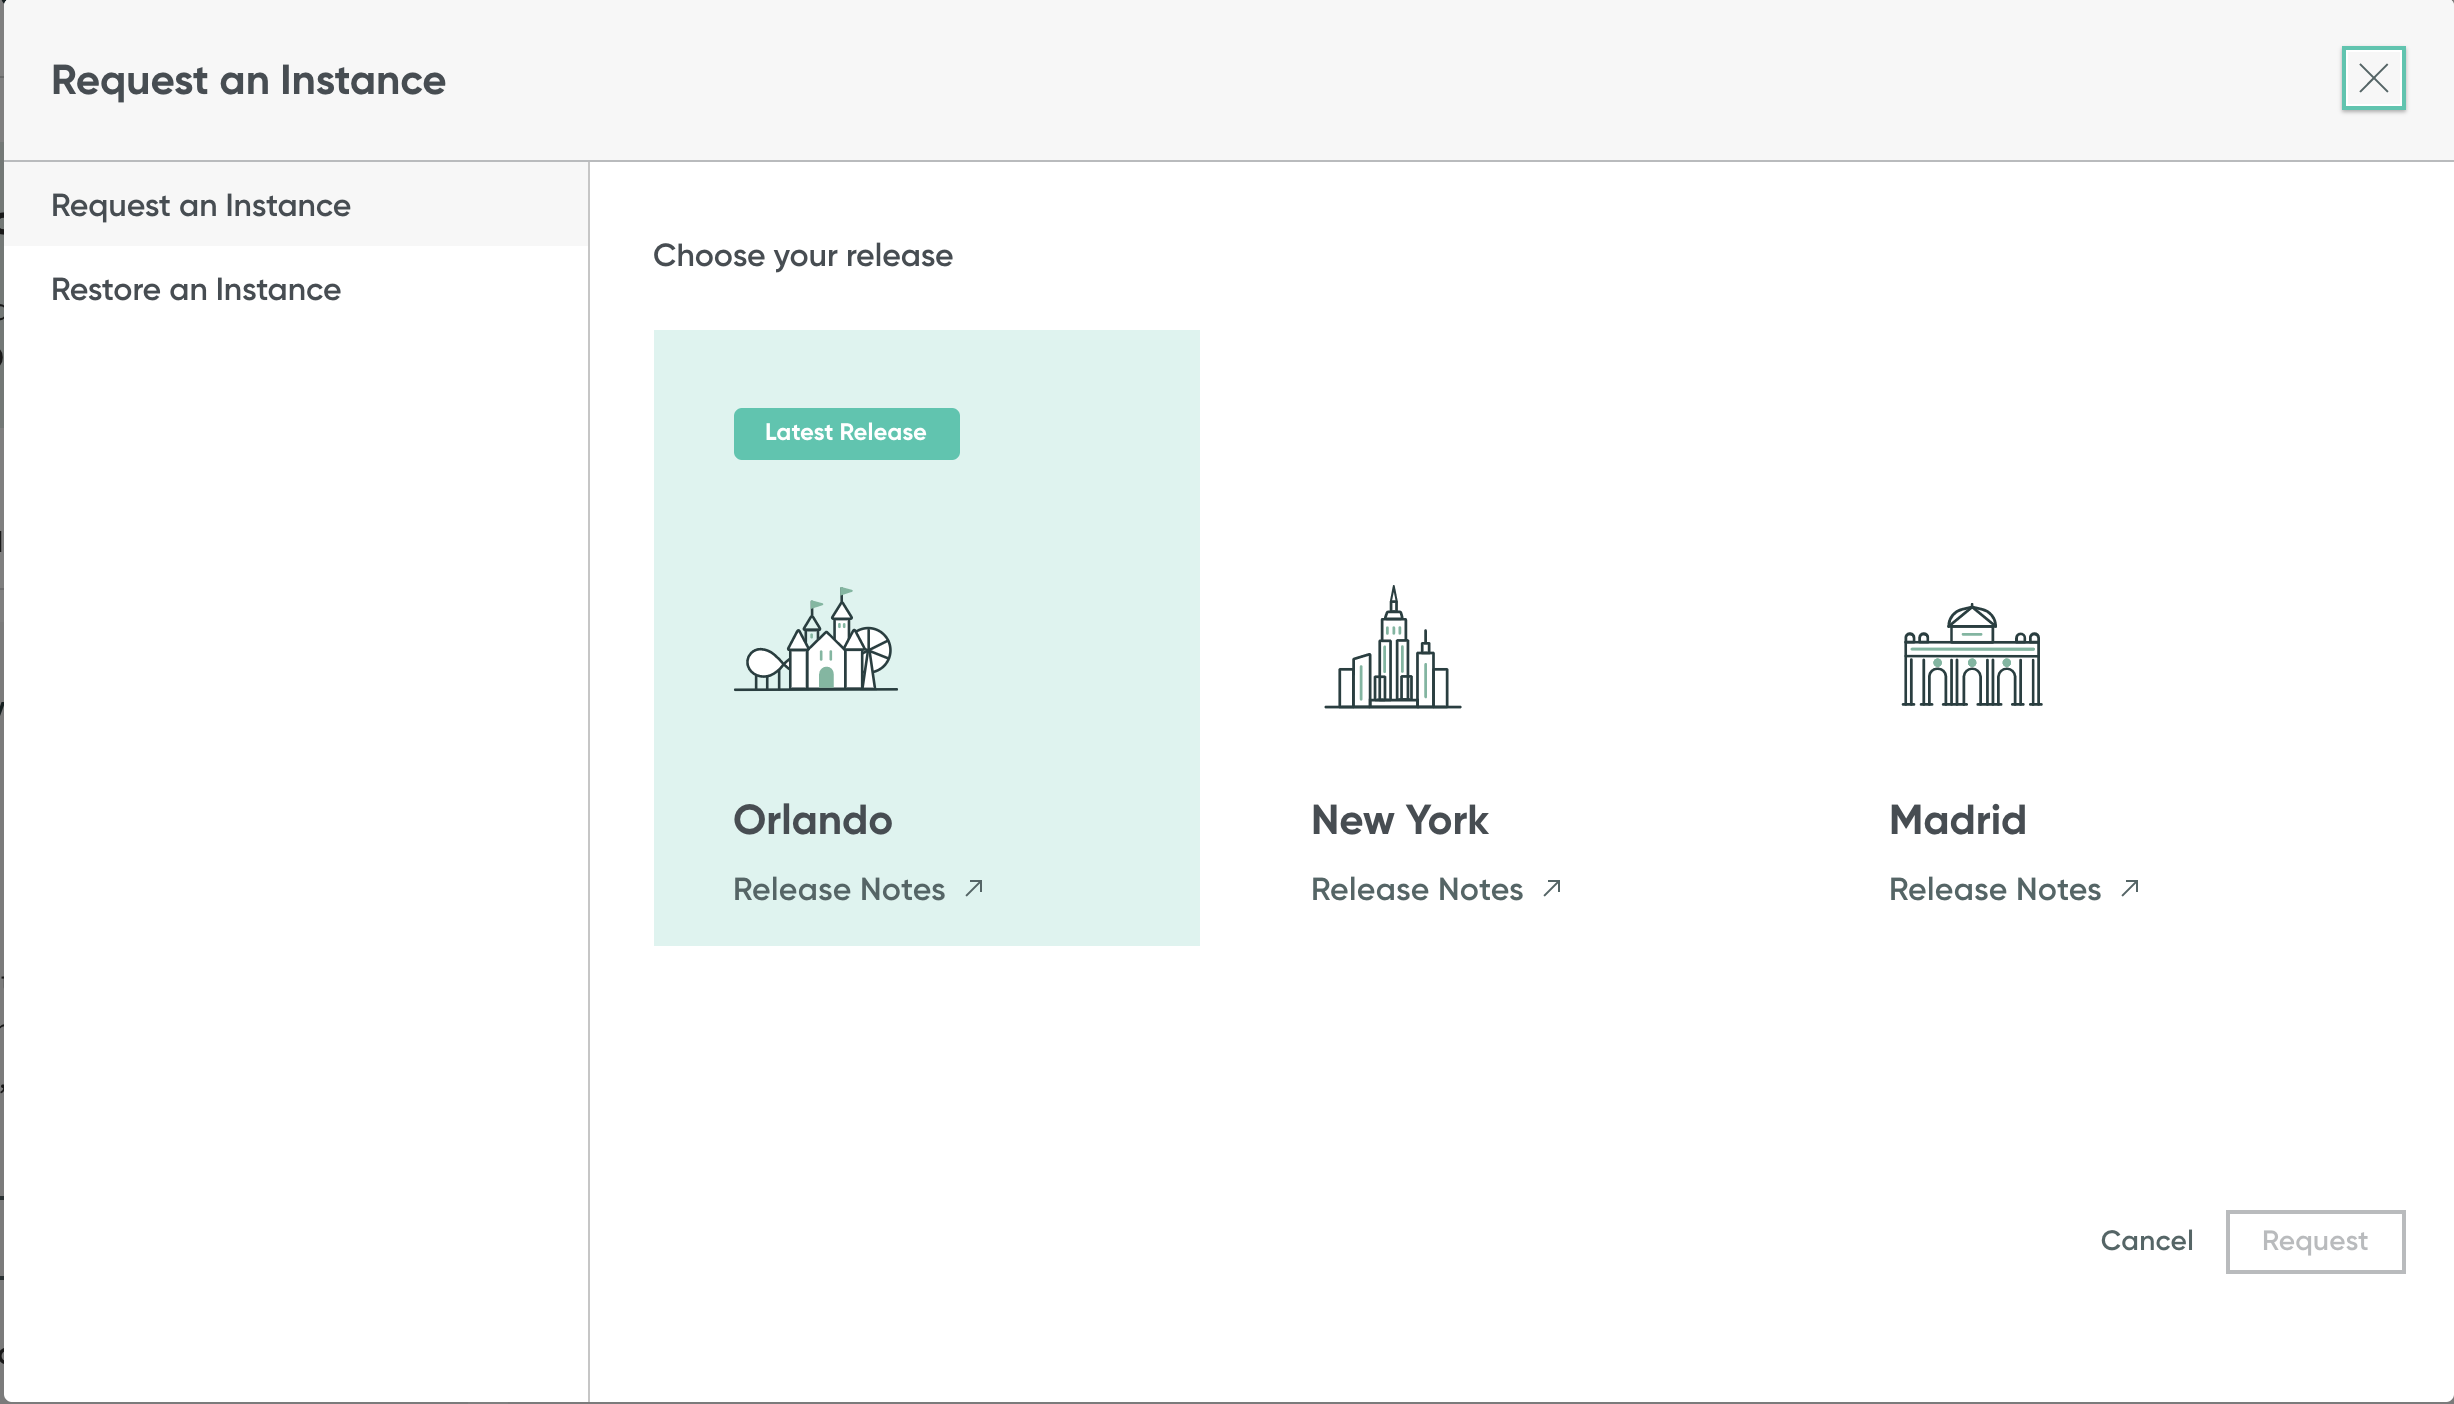 Request an Instance
Request an Instance
Restore an Instance
Choose your release
Latest Release
Orlando
Release Notes
New York
Release Notes
Madrid
Release Notes
Cancel
Request